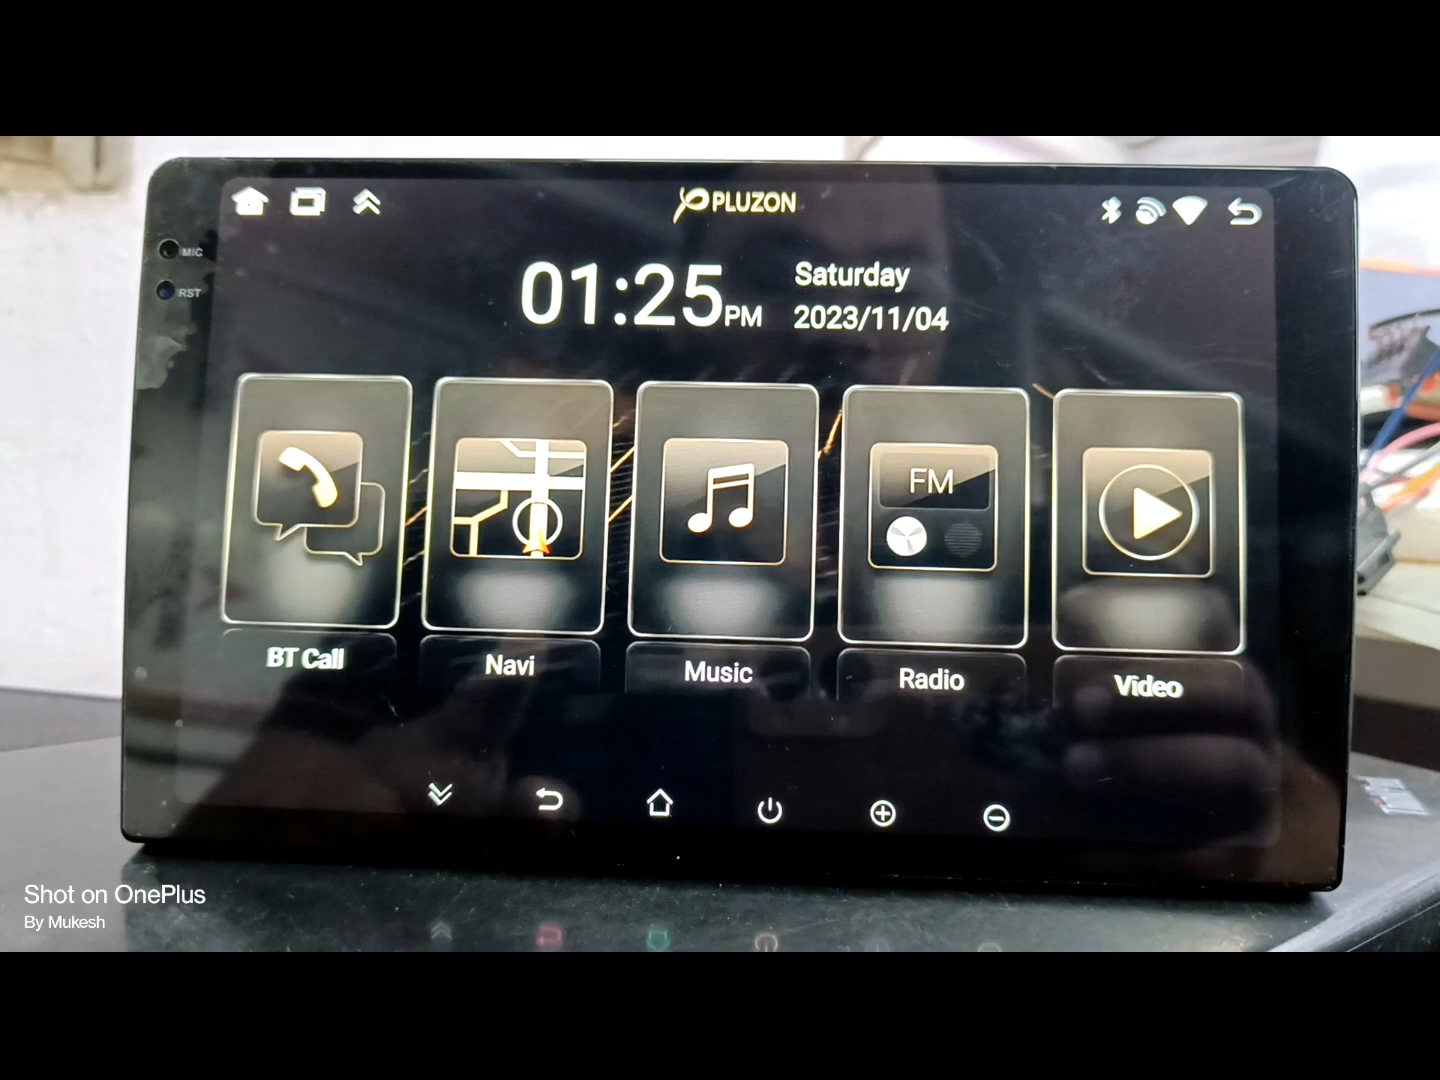 PLUZON
MIC
RST
01:25PM
Saturday
2023/11/04
FM
BT Call
Navi
Music
Radio
Video
Shot on OnePlus
By Mukesh